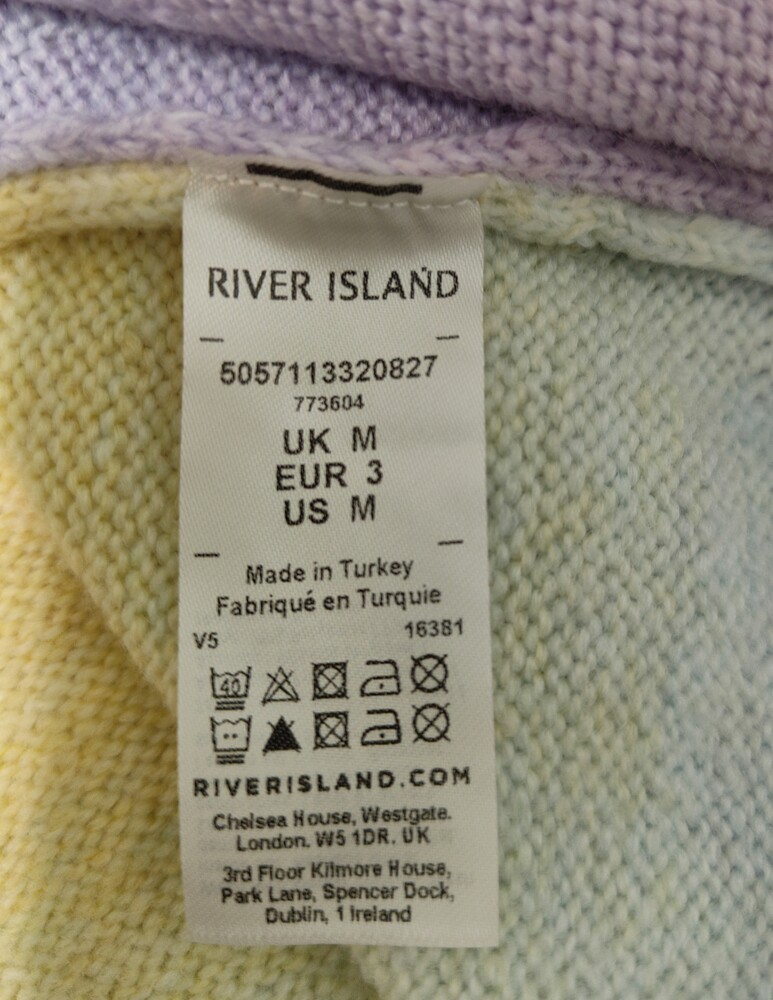 RIVER ISLAND
5057113320827
773604
UK M
EUR 3
US M
Made in Turkey
Fabriqué en Turquie
V5 16381
40
RIVERISLAND.COM
Chelsea House, Westgate.
London. W5 1DR. UK
3rd Floor Kilmore House,
Park Lane, Spencer Dock,
Dublin, 1 Ireland